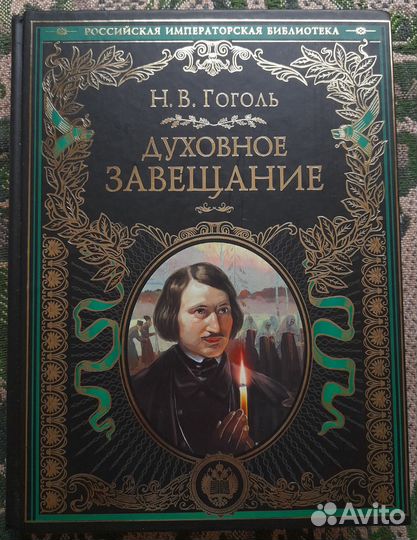 РОССИЙСКАЯ ИМПЕРАТОРСКАЯ БИБЛИОТЕКА
Н. В. ГОГОЛЬ
ДУХОВНОЕ
ЗАВЕЩАНИЕ
Avito